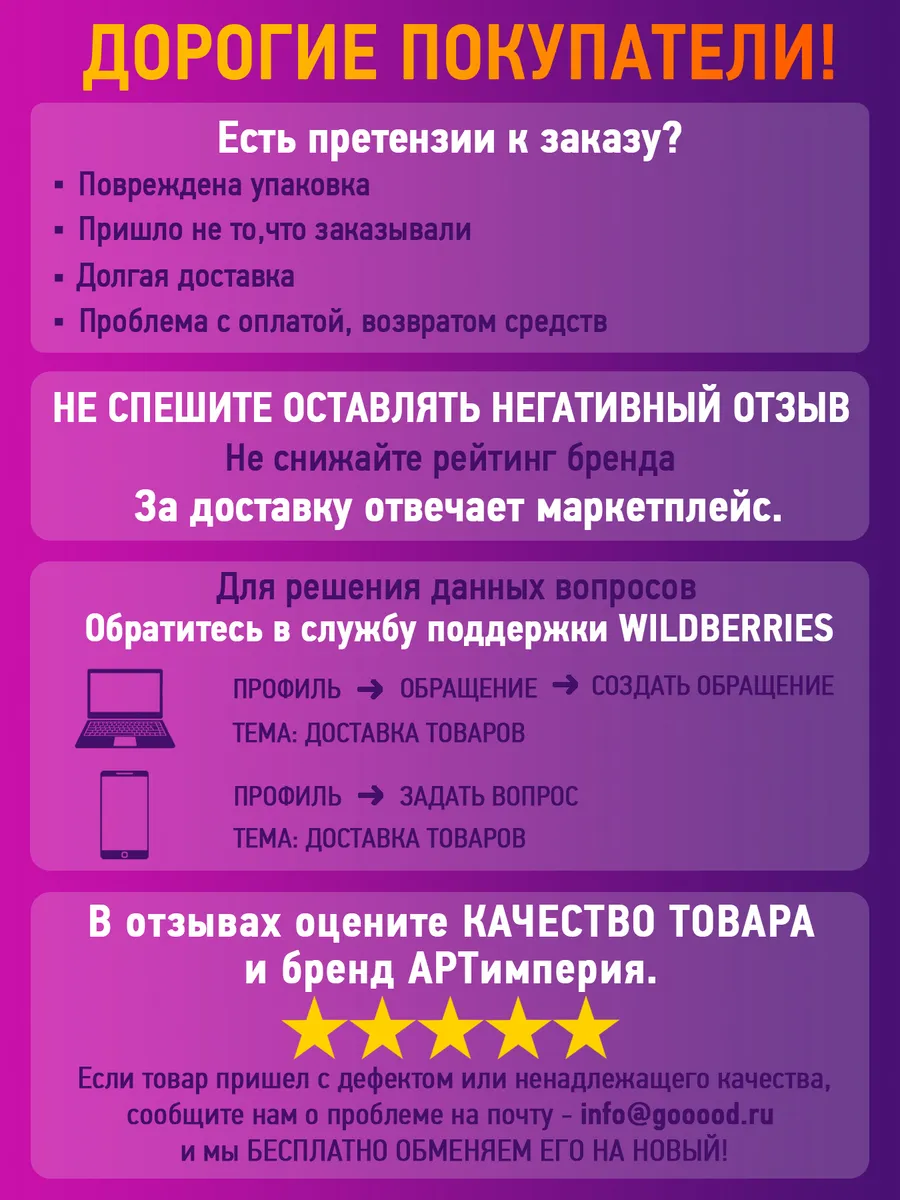 ДОРОГИЕ ПОКУПАТЕЛИ!
Есть претензии к заказу?
▪ Повреждена упаковка
▪ Пришло не то,что заказывали
▪ Долгая доставка
▪ Проблема с оплатой, возвратом средств
НЕ СПЕШИТЕ ОСТАВЛЯТЬ НЕГАТИВНЫЙ ОТЗЫВ
Не снижайте рейтинг бренда
За доставку отвечает маркетплейс.
Для решения данных вопросов
Обратитесь в службу поддержки WILDBERRIES
ПРОФИЛЬ → ОБРАЩЕНИЕ → СОЗДАТЬ ОБРАЩЕНИЕ
ТЕМА: ДОСТАВКА ТОВАРОВ
ПРОФИЛЬ → ЗАДАТЬ ВОПРОС
ТЕМА: ДОСТАВКА ТОВАРОВ
В отзывах оцените КАЧЕСТВО ТОВАРА
и бренд АРТимперия.
Если товар пришел с дефектом или ненадлежащего качества,
сообщите нам о проблеме на почту - info@gooood.ru
и мы БЕСПЛАТНО ОБМЕНЯЕМ ЕГО НА НОВЫЙ!